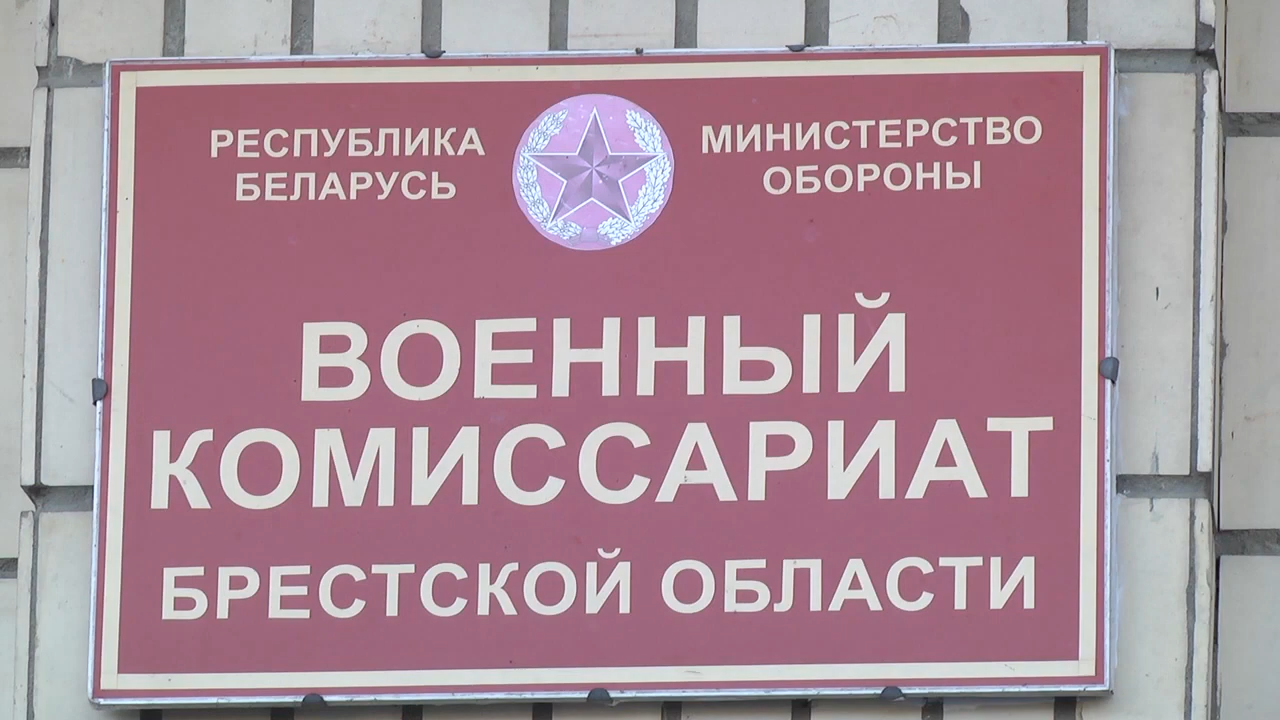 РЕСПУБЛИКА
БЕЛАРУСЬ
МИНИСТЕРСТВО
ОБОРОНЫ
ВОЕННЫЙ
КОМИССАРИАТ
БРЕСТСКОЙ ОБЛАСТИ